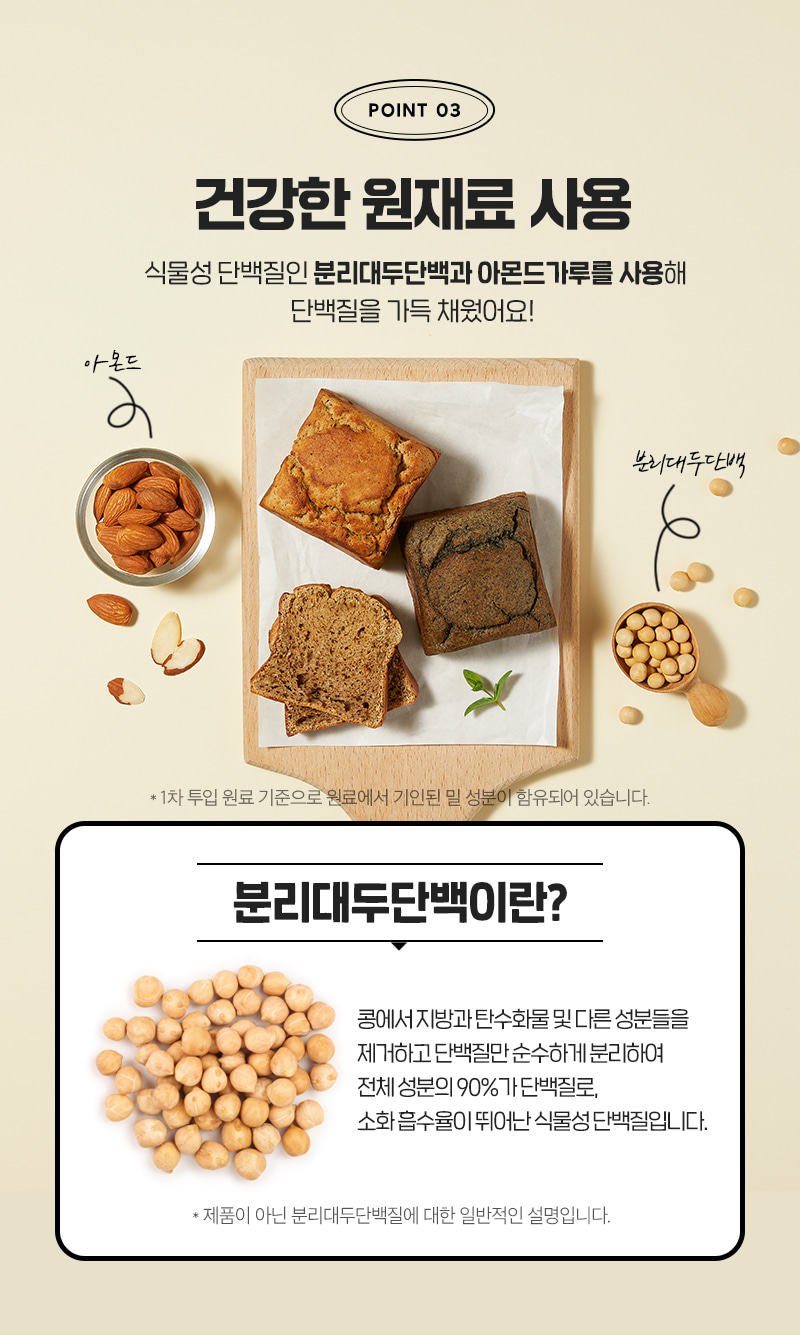 POINT 03
건강한 원재료 사용
식물성 단백질인 분리대두단백과 아몬드가루를 사용해
단백질을 가득 채웠어요!
아몬드
분리대두단백
* 1차 투입 원료 기준으로 원료에서 기인된 밀 성분이 함유되어 있습니다.
분리대두단백이란?
콩에서 지방과 탄수화물 및 다른 성분들을
제거하고 단백질만 순수하게 분리하여
전체 성분의 90%가 단백질로,
소화 흡수율이 뛰어난 식물성 단백질입니다.
* 제품이 아닌 분리대두단백질에 대한 일반적인 설명입니다.